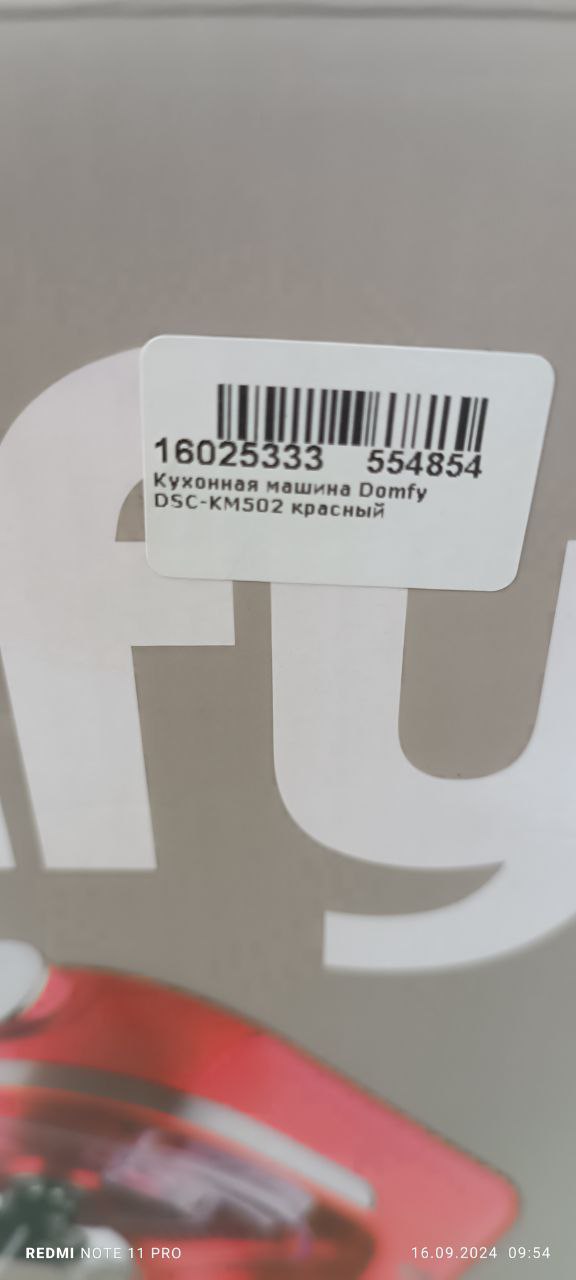 16025333 554854
Кухонная машина Domfy
DSC-KM502 красный
fy
REDMI NOTE 11 PRO
16.09.2024 09:54